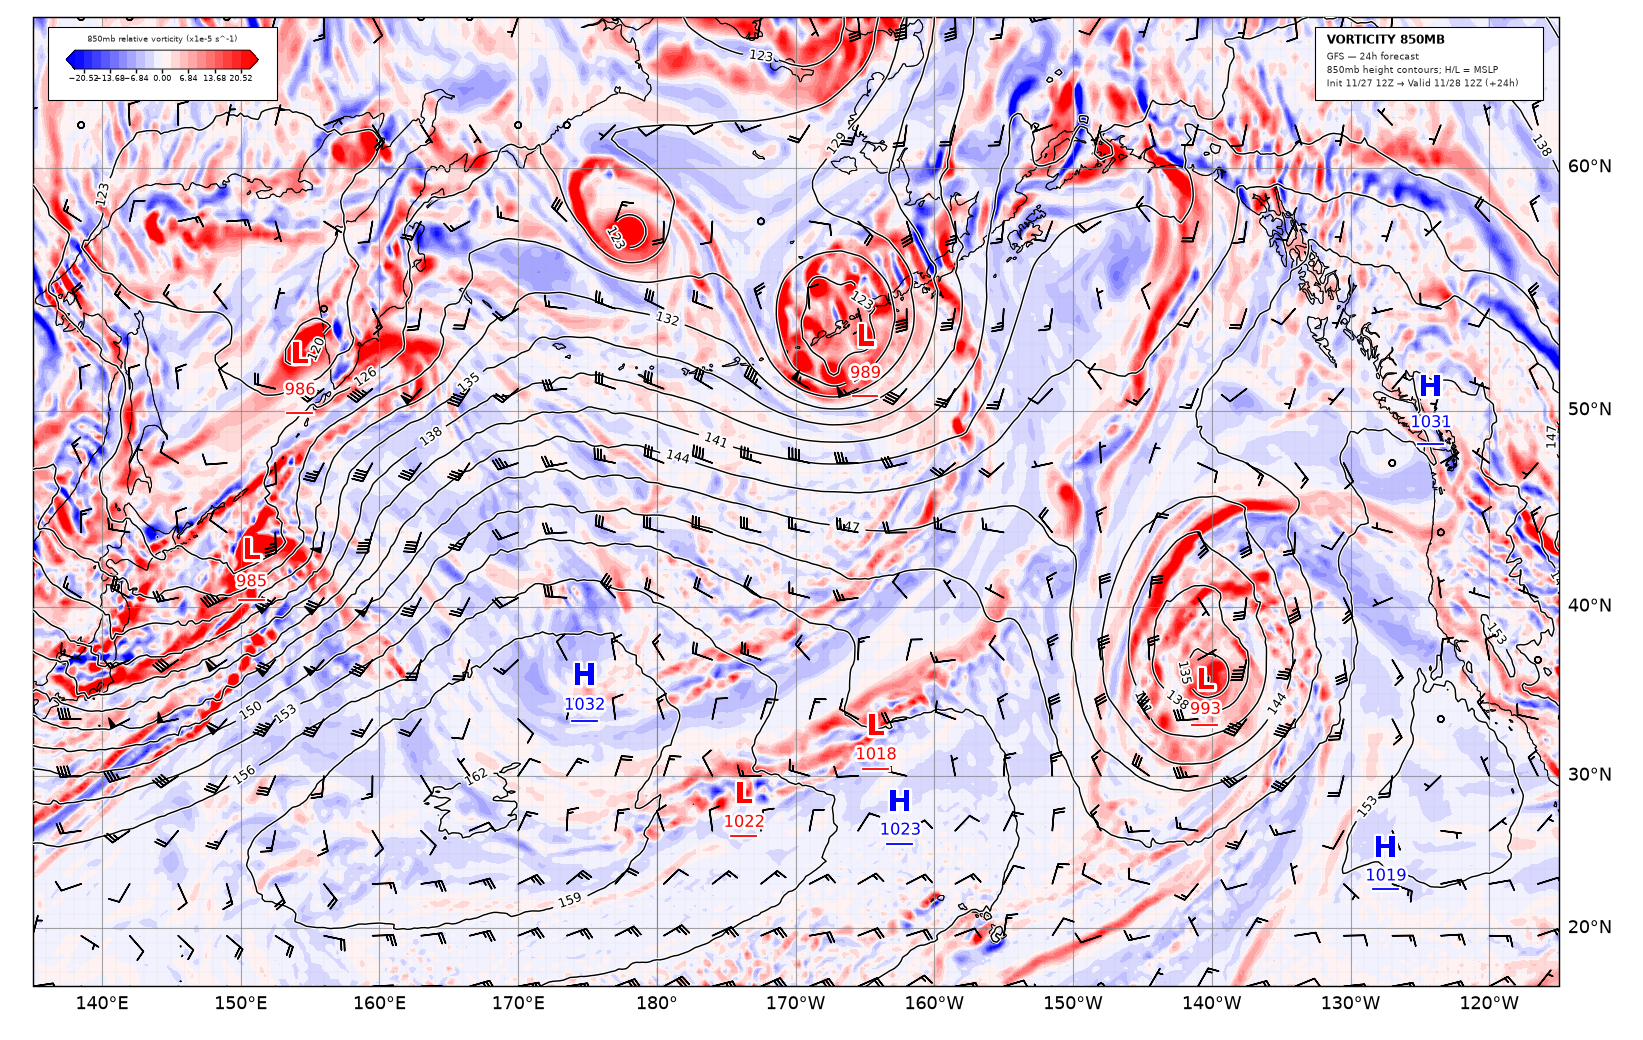 850mb relative vorticity (x1e-5 s^-1)
−20.52 −13.68 −6.84 0.00 6.84 13.68 20.52
VORTICITY 850MB
GFS — 24h forecast
850mb height contours; H/L = MSLP
Init 11/27 12Z → Valid 11/28 12Z (+24h)
123
129
138
60°N
123
123
123
132
L
989
L
986
120
126
135
138
141
144
147
H
1031
147
50°N
L
985
40°N
H
1032
150
153
156
162
159
L
1018
L
1022
H
1023
135
138
144
L
993
153
153
H
1019
30°N
20°N
140°E 150°E 160°E 170°E 180° 170°W 160°W 150°W 140°W 130°W 120°W